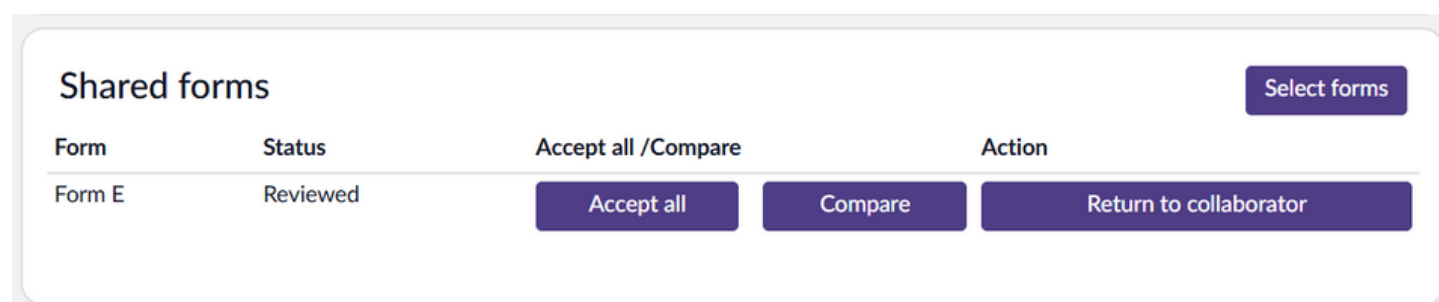 Shared forms
Select forms
Form Status Accept all /Compare Action
Form E Reviewed Accept all Compare Return to collaborator